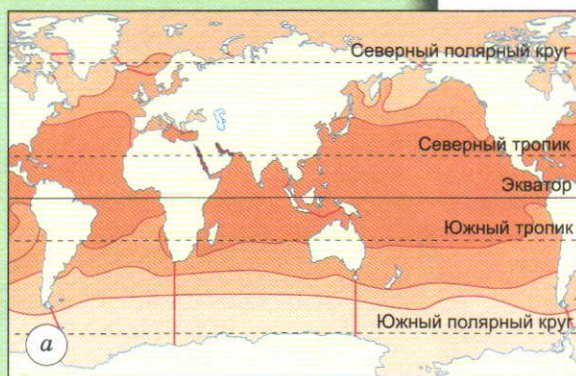 Северный полярный круг
Северный тропик
Экватор
Южный тропик
Южный полярный круг
а